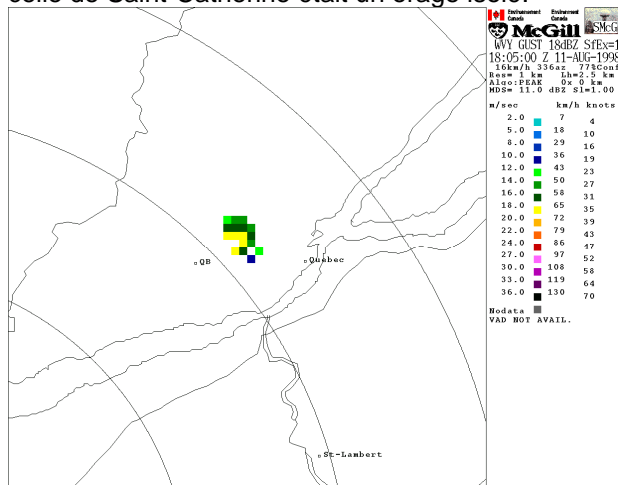 celle de Saint-Catherine était un orage isolé.
Environnement Canada
Environment Canada
McGill
WVY GUST 18dBZ SfEx=1
18:05:00 Z 11-AUG-1998
16km/h 336az 77%Conf
Res= 1 km Lh=2.5 km
Algo:PEAK 0x 0 km
MDS= 11.0 dBZ Sl=1.00
m/sec km/h knots
2.0 7 4
5.0 18 10
8.0 29 16
10.0 36 19
12.0 43 23
14.0 50 27
16.0 58 31
18.0 65 35
20.0 72 39
22.0 79 43
24.0 86 47
27.0 97 52
30.0 108 58
33.0 119 64
36.0 130 70
Nodata
VAD NOT AVAIL.
QB
Quebec
St-Lambert